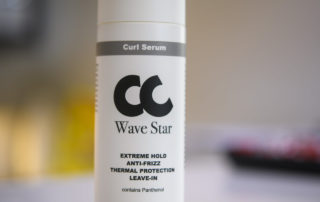 Curl Serum
CC
Wave Star
EXTREME HOLD
ANTI-FRIZZ
THERMAL PROTECTION
LEAVE-IN
contains Panthenol